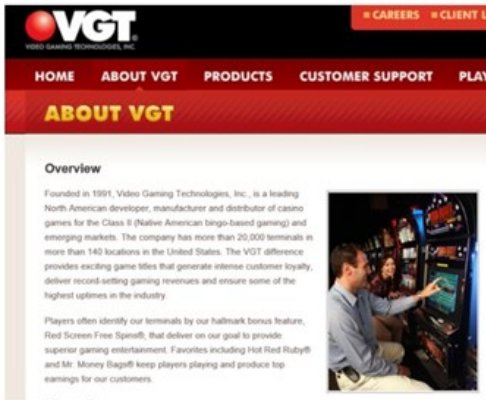 VGT.
VIDEO GAMING TECHNOLOGIES, INC.
CAREERS CLIENT L
HOME ABOUT VGT PRODUCTS CUSTOMER SUPPORT PLAY
ABOUT VGT
Overview
Founded in 1991, Video Gaming Technologies, Inc., is a leading
North American developer, manufacturer and distributor of casino
games for the Class II (Native American bingo-based gaming) and
emerging markets. The company has more than 20,000 terminals in
more than 140 locations in the United States. The VGT difference
provides exciting game titles that generate intense customer loyalty,
deliver record-setting gaming revenues and ensure some of the
highest uptimes in the industry.
Players often identify our terminals by our hallmark bonus feature,
Red Screen Free Spins®, that deliver on our goal to provide
superior gaming entertainment. Favorites including Hot Red Ruby®
and Mr. Money Bags® keep players playing and produce top
earnings for our customers.